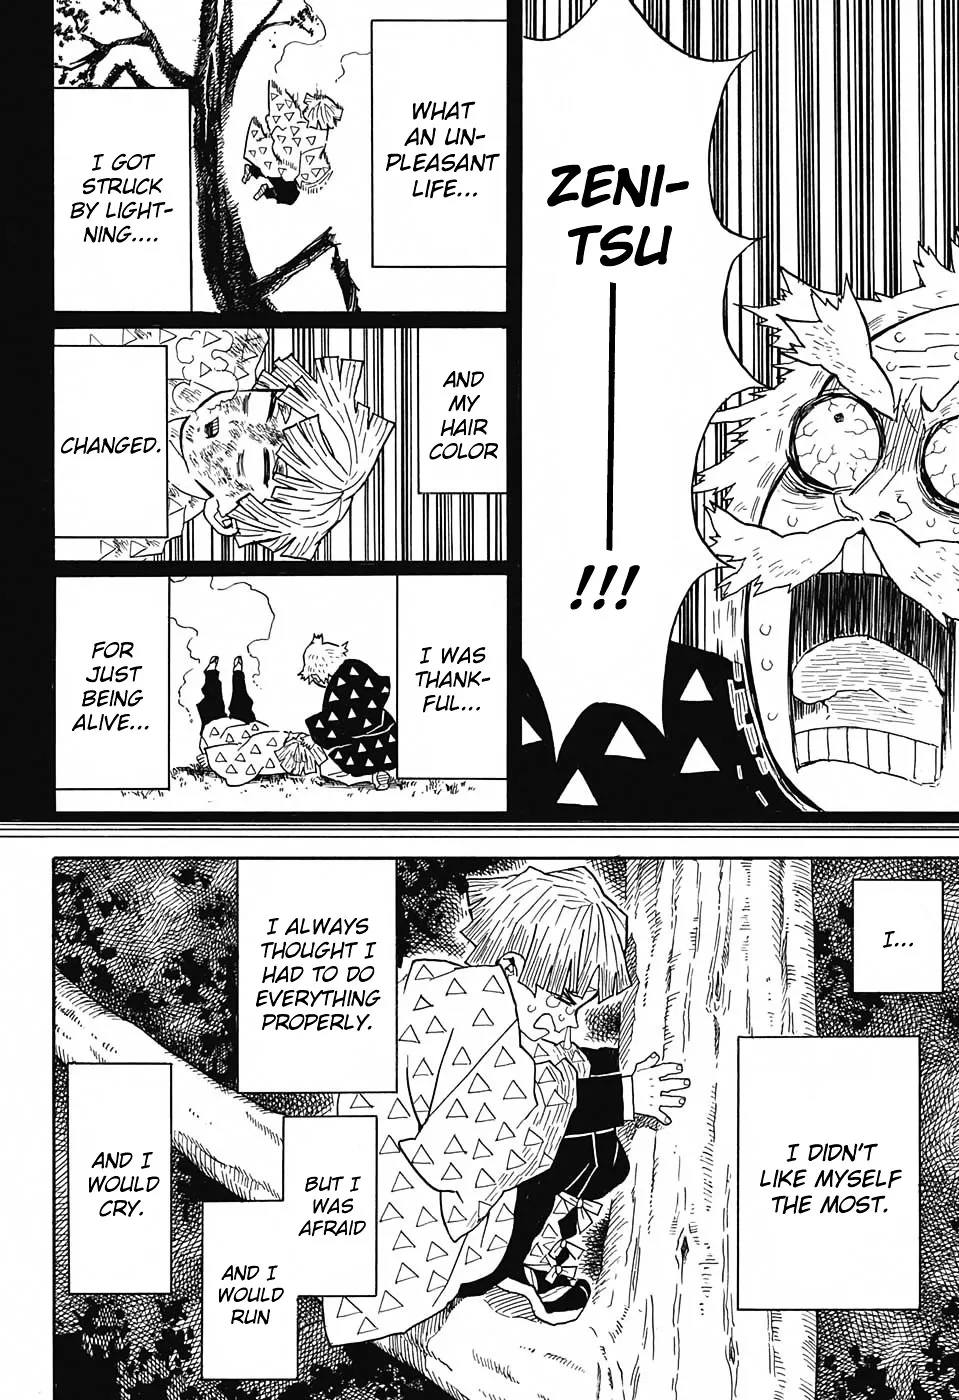 ZENI-
TSU
!!!
WHAT
AN UN-
PLEASANT
LIFE...
I GOT
STRUCK
BY LIGHT-
NING....
AND
MY
HAIR
COLOR
CHANGED.
I WAS
THANK-
FUL...
FOR
JUST
BEING
ALIVE...
I...
I DIDN'T
LIKE MYSELF
THE MOST.
I ALWAYS
THOUGHT I
HAD TO DO
EVERYTHING
PROPERLY.
BUT I
WAS
AFRAID
AND I
WOULD
RUN
AND I
WOULD
CRY.